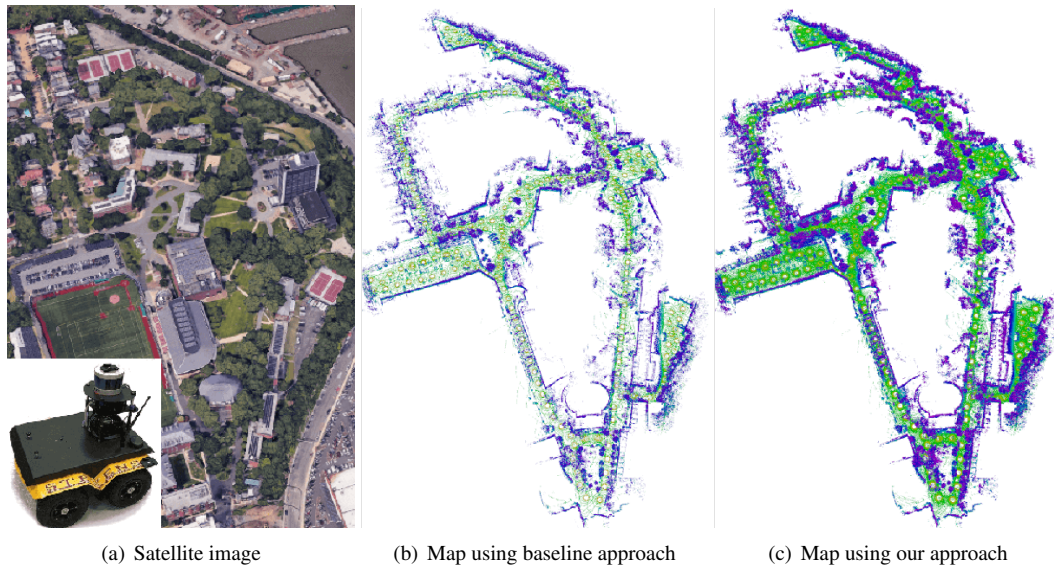 (a) Satellite image
(b) Map using baseline approach
(c) Map using our approach